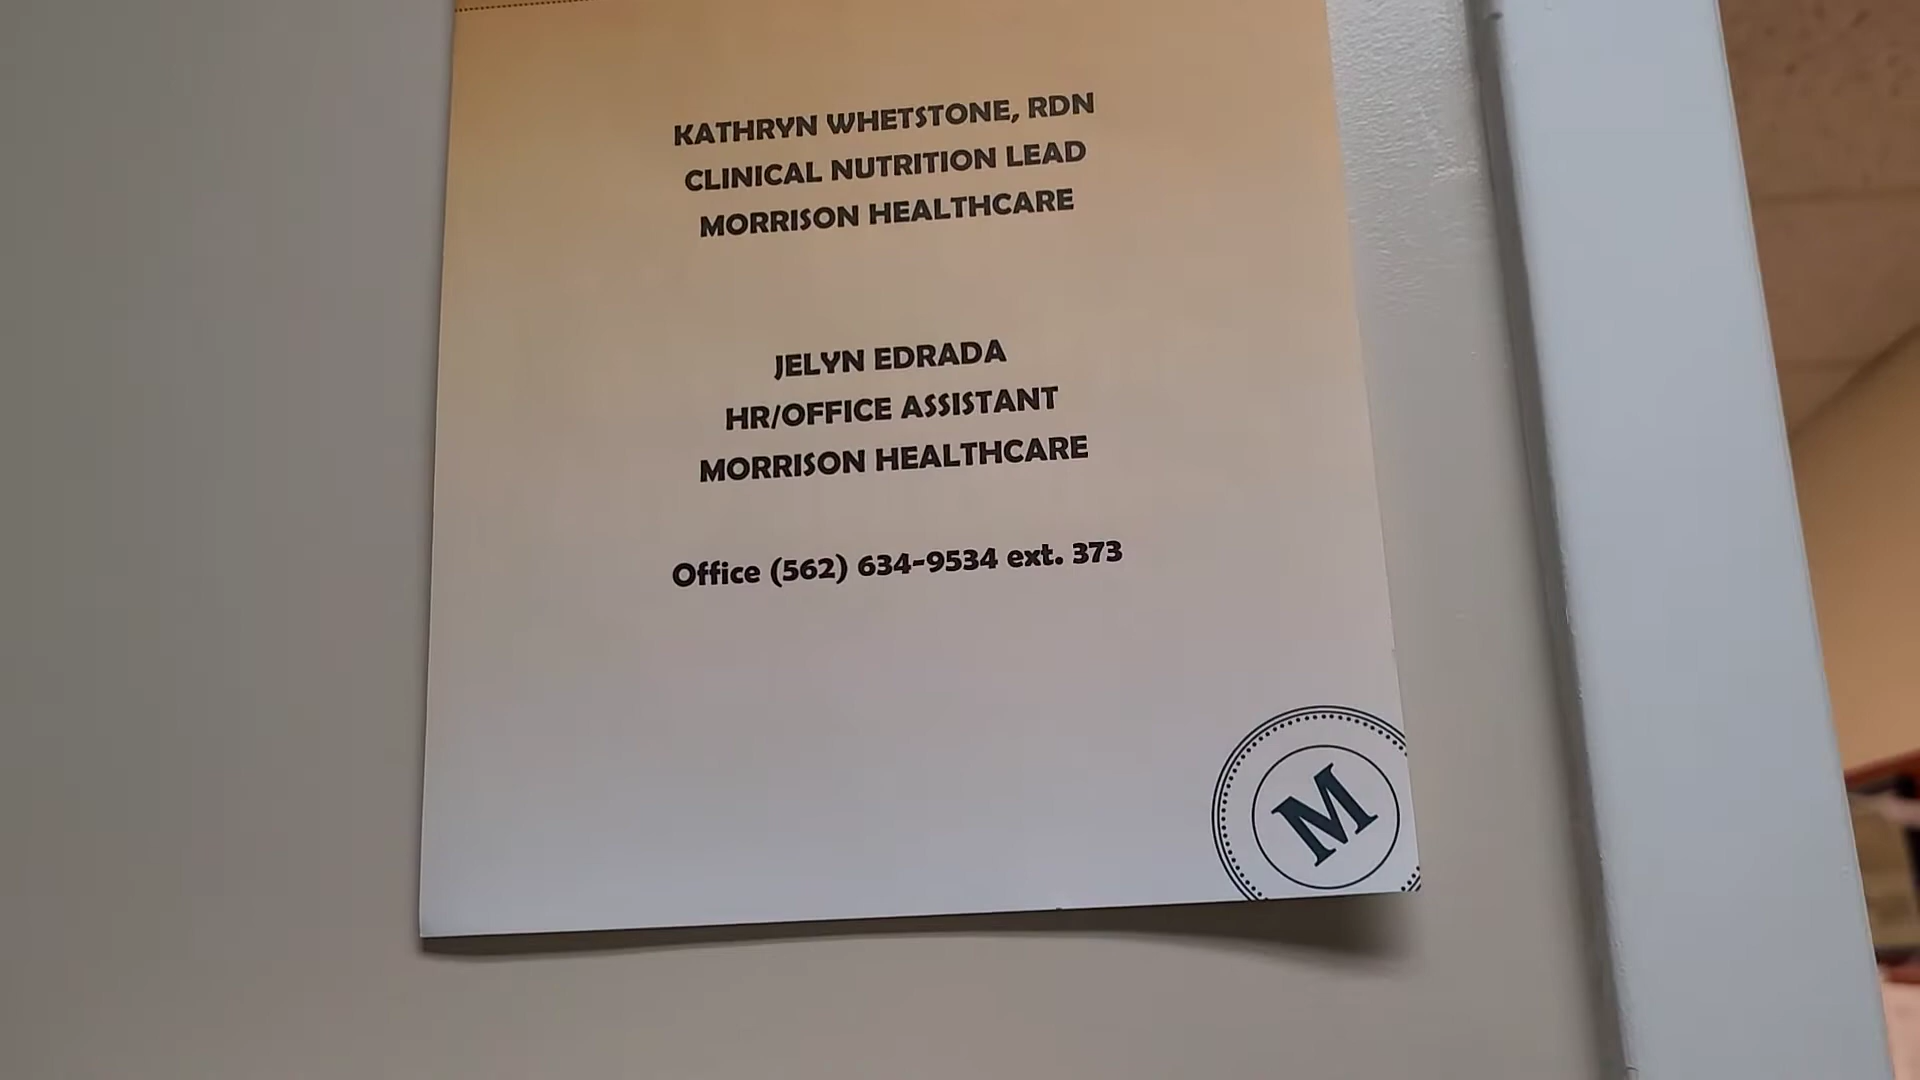 KATHRYN WHETSTONE, RDN
CLINICAL NUTRITION LEAD
MORRISON HEALTHCARE
JELYN EDRADA
HR/OFFICE ASSISTANT
MORRISON HEALTHCARE
Office (562) 634-9534 ext. 373
M